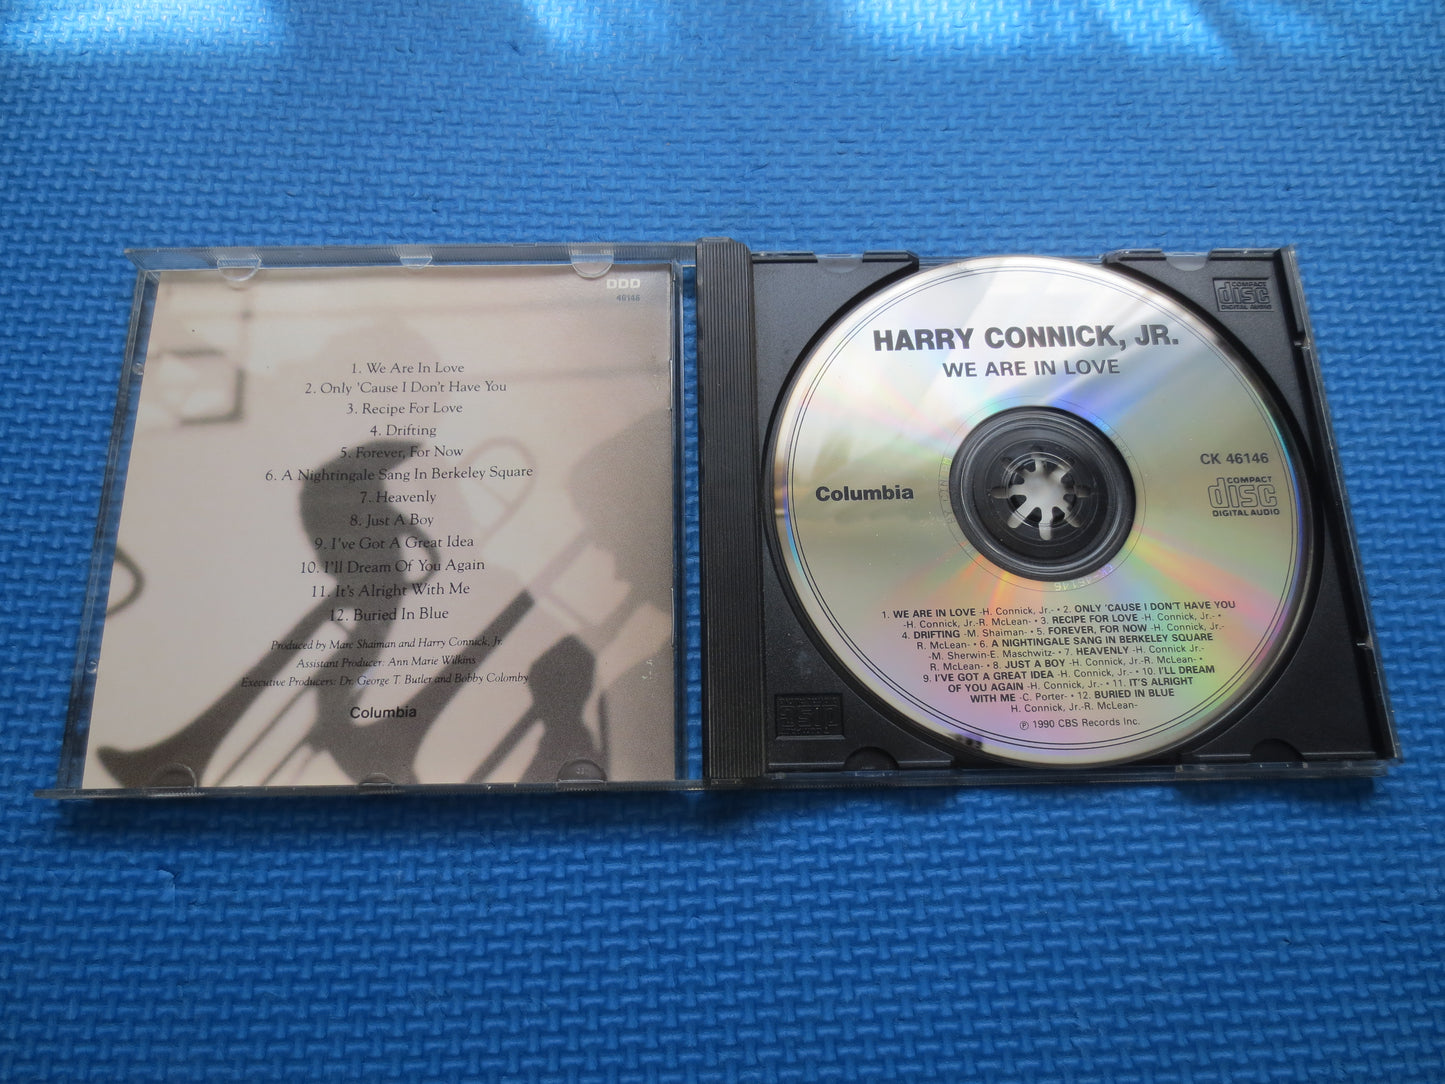 DDD
46146
1. We Are In Love
2. Only 'Cause I Don't Have You
3. Recipe For Love
4. Drifting
5. Forever, For Now
6. A Nightingale Sang In Berkeley Square
7. Heavenly
8. Just A Boy
9. I've Got A Great Idea
10. I'll Dream Of You Again
11. It's Alright With Me
12. Buried In Blue
Produced by Marc Shaiman and Harry Connick, Jr.
Assistant Producer: Ann Marie Wilkins
Executive Producers: Dr. George T. Butler and Bobby Colomby
Columbia
COMPACT
disc
DIGITAL AUDIO
HARRY CONNICK, JR.
WE ARE IN LOVE
Columbia
CK 46146
COMPACT
disc
DIGITAL AUDIO
1. WE ARE IN LOVE -H. Connick, Jr.- • 2. ONLY 'CAUSE I DON'T HAVE YOU
-H. Connick, Jr.-R. McLean- • 3. RECIPE FOR LOVE -H. Connick, Jr.- •
4. DRIFTING -M. Shaiman- • 5. FOREVER, FOR NOW -H. Connick, Jr.-
R. McLean- • 6. A NIGHTINGALE SANG IN BERKELEY SQUARE
-M. Sherwin-E. Maschwitz- • 7. HEAVENLY -H. Connick, Jr.-
R. McLean- • 8. JUST A BOY -H. Connick, Jr.-R. McLean- •
9. I'VE GOT A GREAT IDEA -H. Connick, Jr.- • 10. I'LL DREAM
OF YOU AGAIN -H. Connick, Jr.- • 11. IT'S ALRIGHT
WITH ME -C. Porter- • 12. BURIED IN BLUE
H. Connick, Jr.-R. McLean-
℗ 1990 CBS Records Inc.